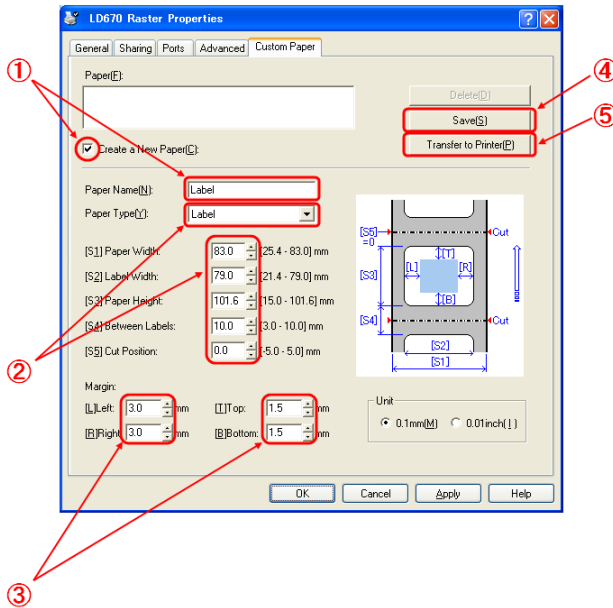 LD670 Raster Properties
General Sharing Ports Advanced Custom Paper
① Paper(F): ④
Delete(D)
Save(S)
⑤
Create a New Paper(C): Transfer to Printer(P)
Paper Name(N): Label
Paper Type(Y): Label
[S1] Paper Width: 83.0 [25.4 - 83.0] mm
[S2] Label Width: 79.0 [21.4 - 79.0] mm
[S3] Paper Height: 101.6 [15.0 - 101.6] mm
[S4] Between Labels: 10.0 [3.0 - 10.0] mm
[S5] Cut Position: 0.0 [-5.0 - 5.0] mm
[S5] =0 Cut
[T]
[S3] [L] [R]
[B]
[S4] Cut
[S2]
[S1]
②
Margin:
[L]Left: 3.0 mm [T]Top: 1.5 mm
[R]Right: 3.0 mm [B]Bottom: 1.5 mm
Unit
0.1mm(M) 0.01inch(I)
OK Cancel Apply Help
③